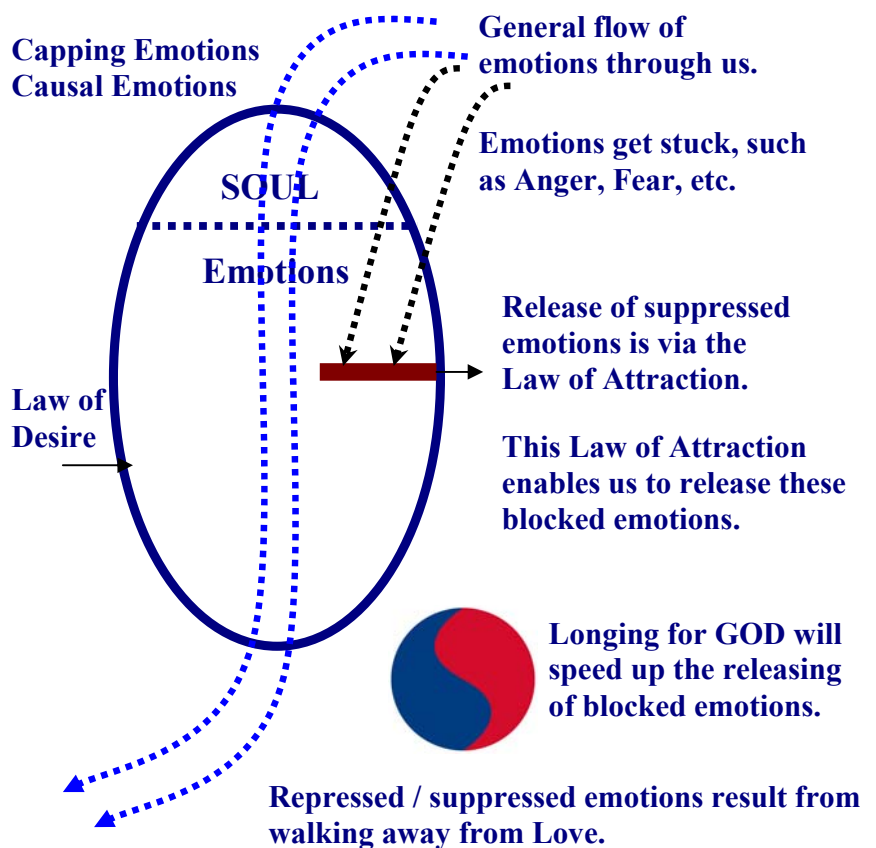 Capping Emotions
Causal Emotions
General flow of
emotions through us.
Emotions get stuck, such
as Anger, Fear, etc.
SOUL
Emotions
Release of suppressed
emotions is via the
Law of Attraction.
Law of
Desire
This Law of Attraction
enables us to release these
blocked emotions.
Longing for GOD will
speed up the releasing
of blocked emotions.
Repressed / suppressed emotions result from
walking away from Love.